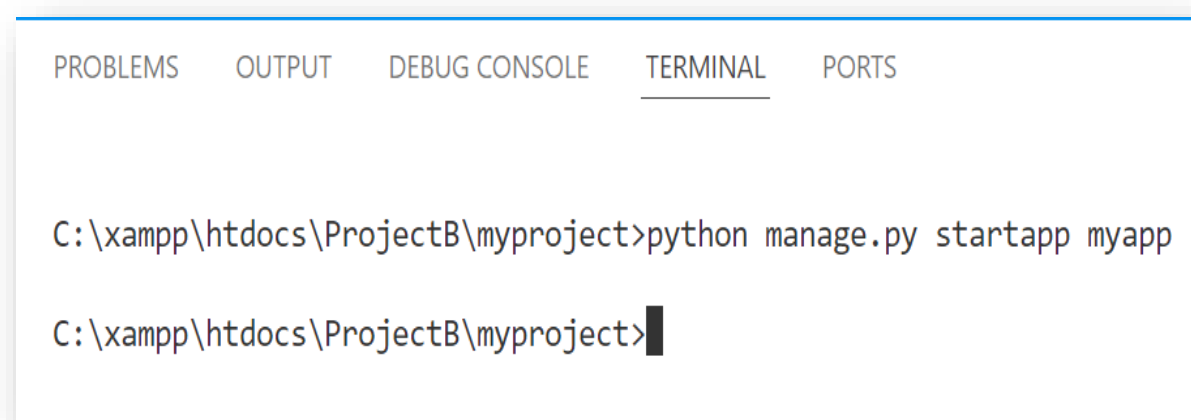 PROBLEMS OUTPUT DEBUG CONSOLE TERMINAL PORTS
C:\xampp\htdocs\ProjectB\myproject>python manage.py startapp myapp
C:\xampp\htdocs\ProjectB\myproject>